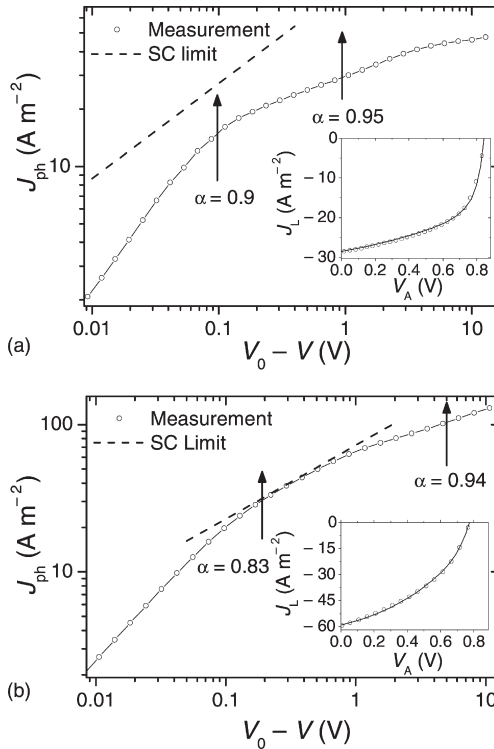 Measurement
SC limit
J_ph (A m⁻²)
10
α = 0.9
α = 0.95
J_L (A m⁻²)
0
−10
−20
−30
0.0 0.2 0.4 0.6 0.8
V_A (V)
0.01 0.1 1 10
V_0 − V (V)
(a)
Measurement
SC Limit
J_ph (A m⁻²)
100
10
α = 0.83
α = 0.94
J_L (A m⁻²)
0
−15
−30
−45
−60
0.0 0.2 0.4 0.6 0.8
V_A (V)
0.01 0.1 1 10
V_0 − V (V)
(b)